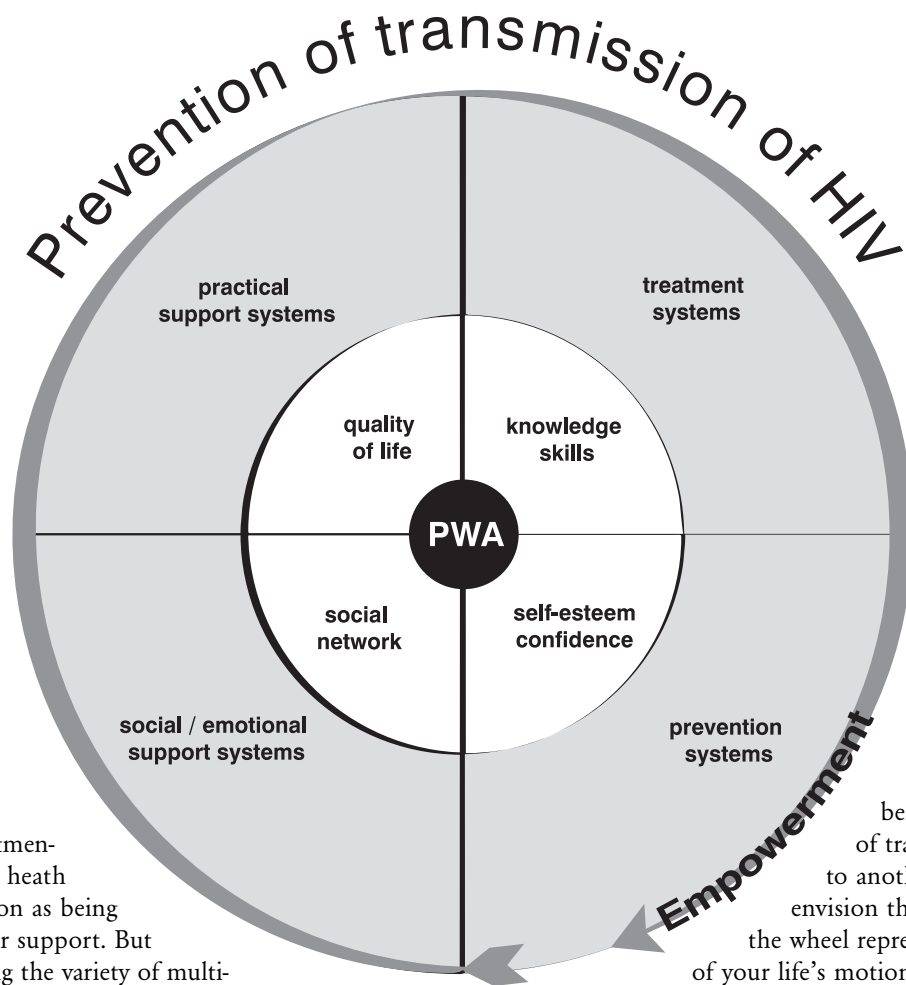 Prevention of transmission of HIV
practical
support systems
treatment
systems
quality
of life
knowledge
skills
PWA
social
network
self-esteem
confidence
social / emotional
support systems
prevention
systems
Empowerment
tmen-
heath
on as being
r support. But
g the variety of multi-
be
of tra
to anoth
envision th
the wheel repre
of your life's motion